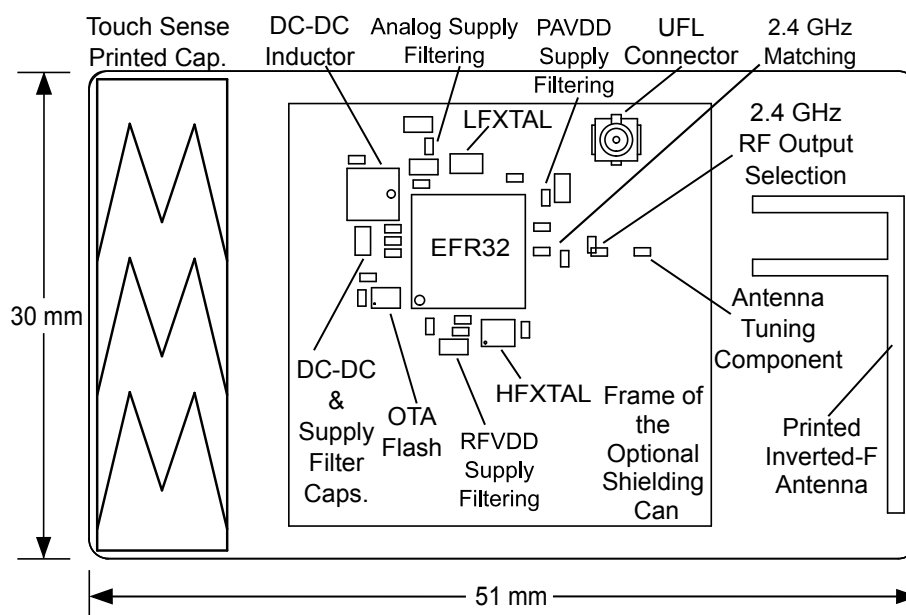 Touch Sense
Printed Cap.
DC-DC
Inductor
Analog Supply
Filtering
PAVDD
Supply
Filtering
UFL
Connector
2.4 GHz
Matching
LFXTAL
2.4 GHz
RF Output
Selection
EFR32
30 mm
Antenna
Tuning
Component
DC-DC
&
Supply
Filter
Caps.
OTA
Flash
RFVDD
Supply
Filtering
HFXTAL
Frame of
the
Optional
Shielding
Can
Printed
Inverted-F
Antenna
51 mm